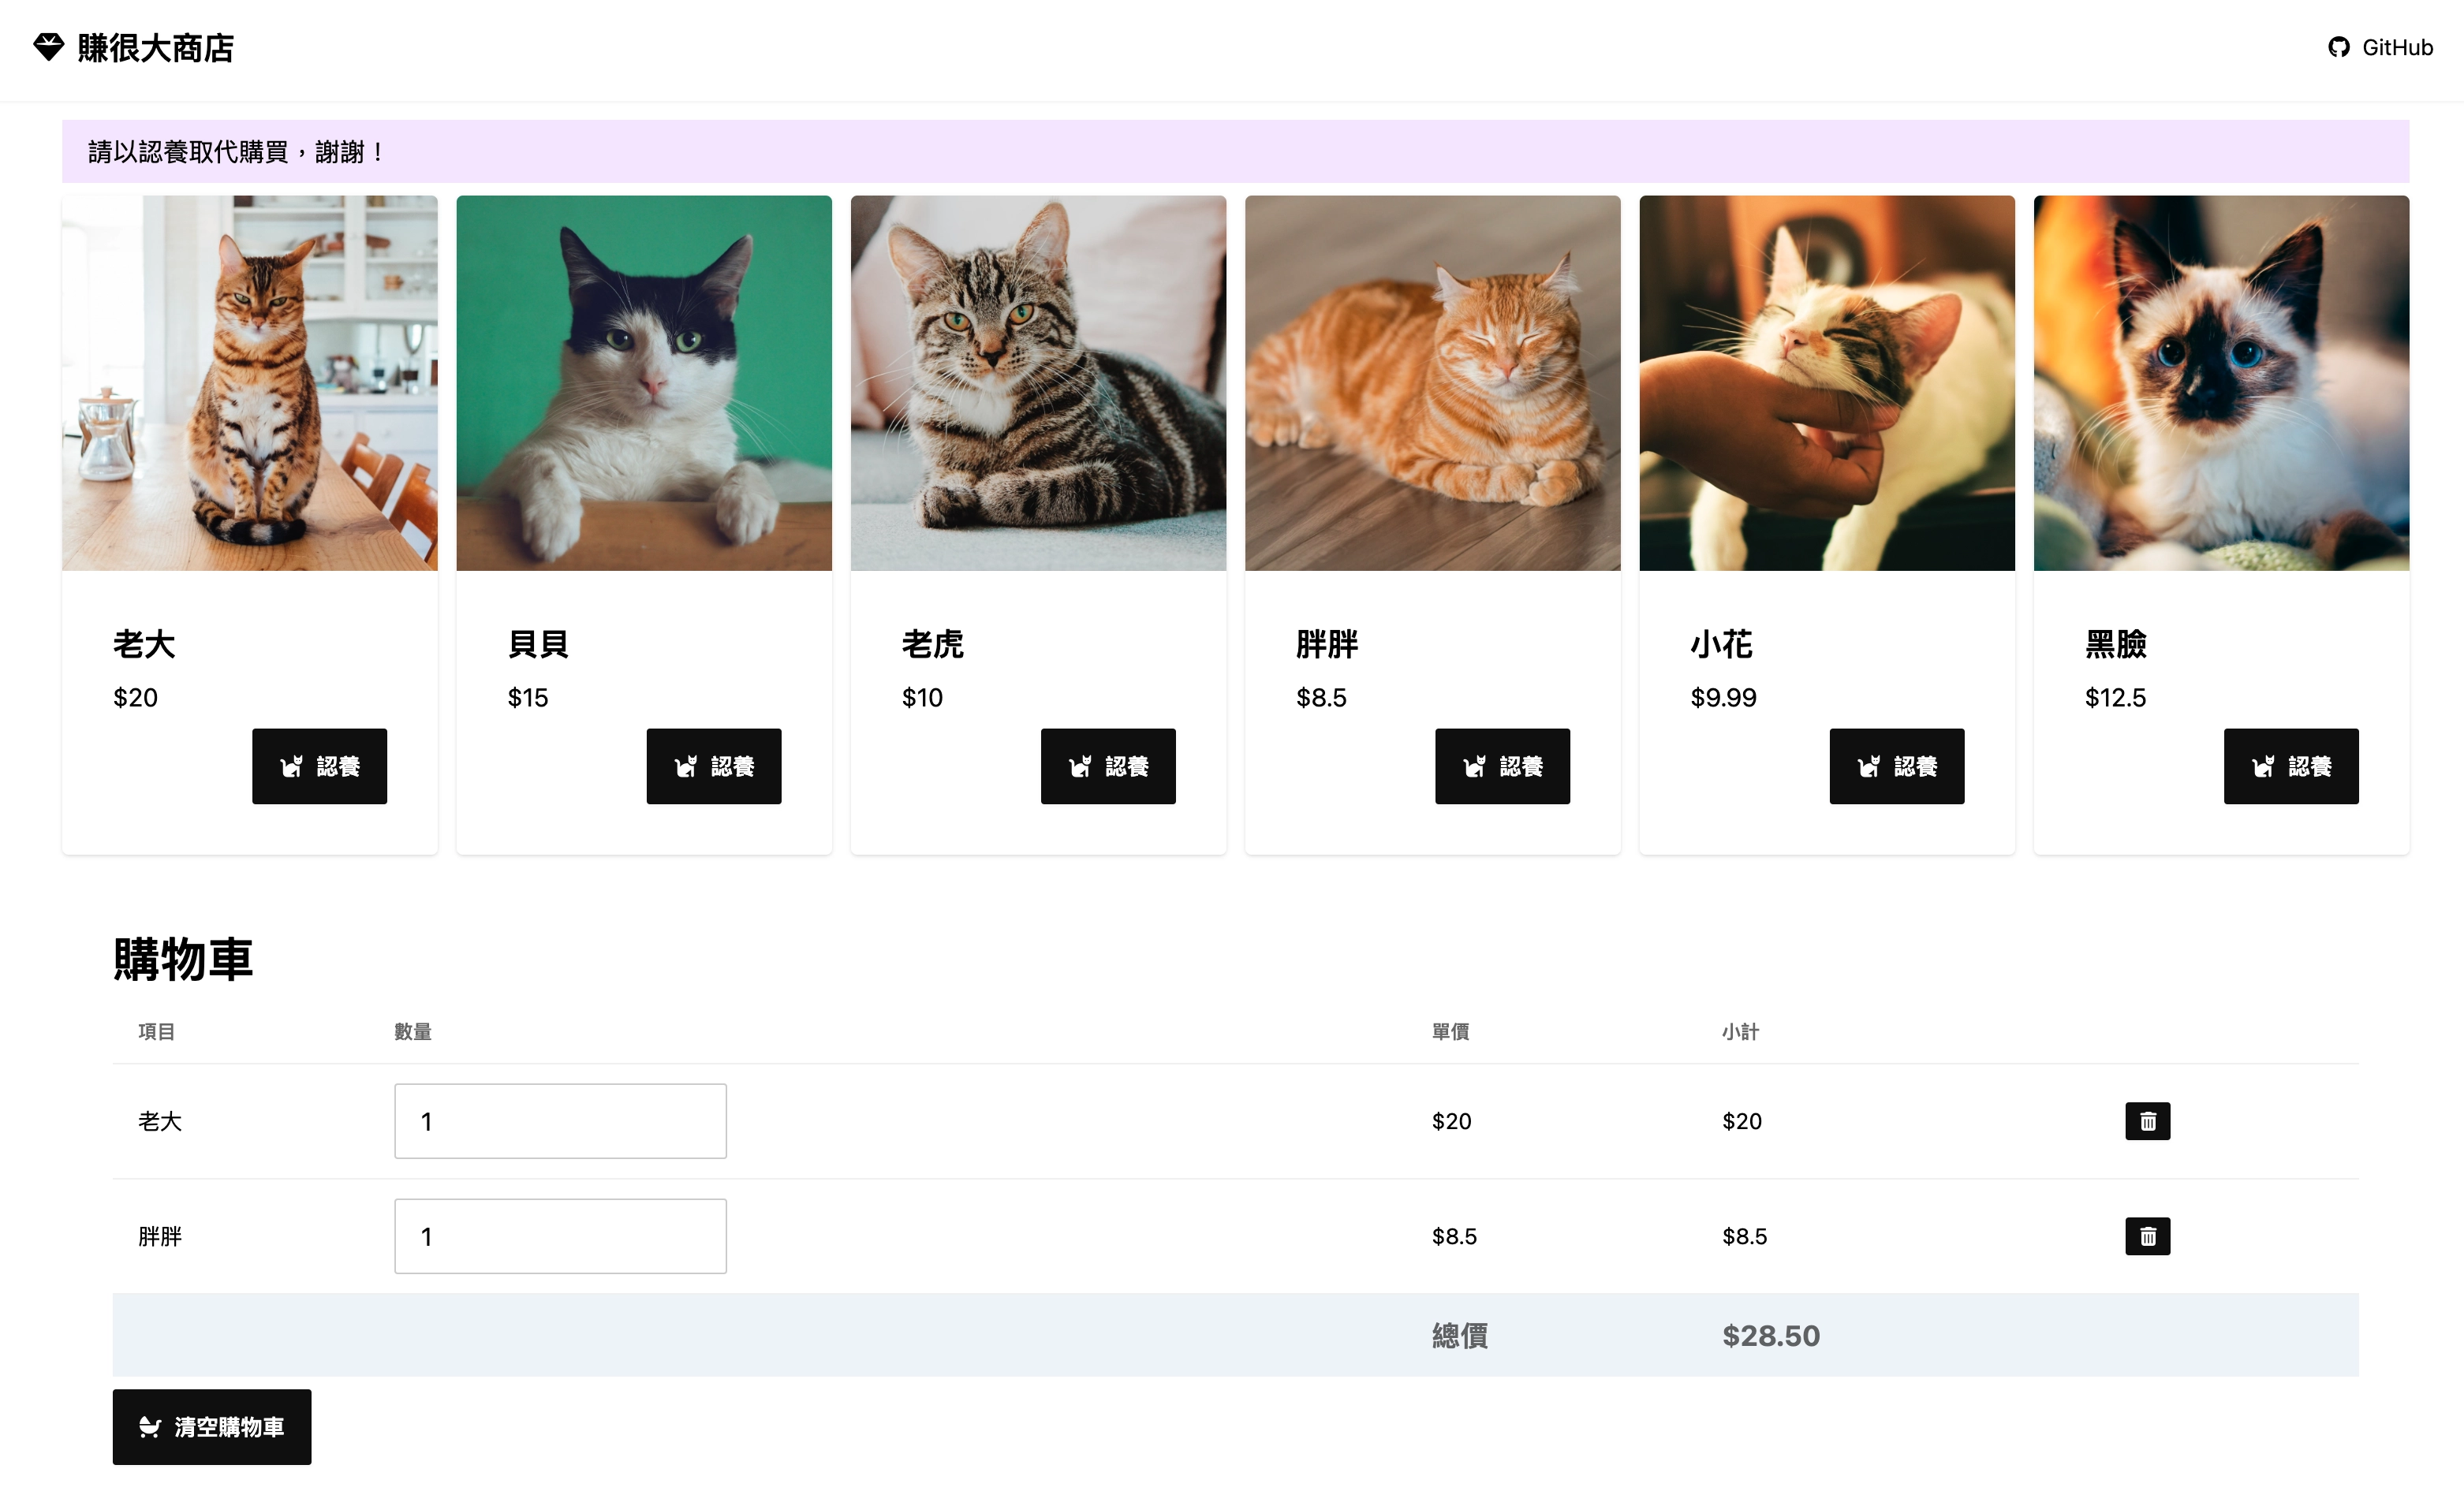 賺很大商店
GitHub
請以認養取代購買，謝謝！
老大
$20
認養
貝貝
$15
認養
老虎
$10
認養
胖胖
$8.5
認養
小花
$9.99
認養
黑臉
$12.5
認養
購物車
項目 數量 單價 小計
老大 1 $20 $20
胖胖 1 $8.5 $8.5
總價 $28.50
清空購物車